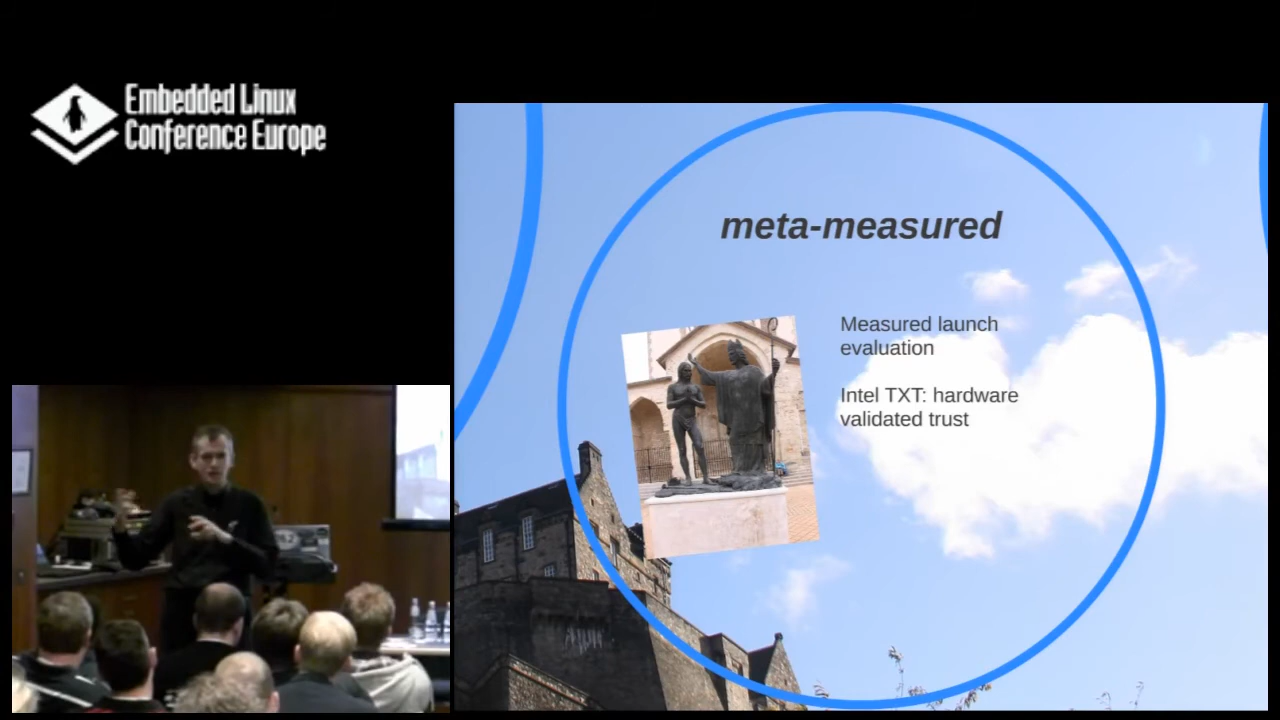 Embedded Linux
Conference Europe
meta-measured
Measured launch
evaluation
Intel TXT: hardware
validated trust